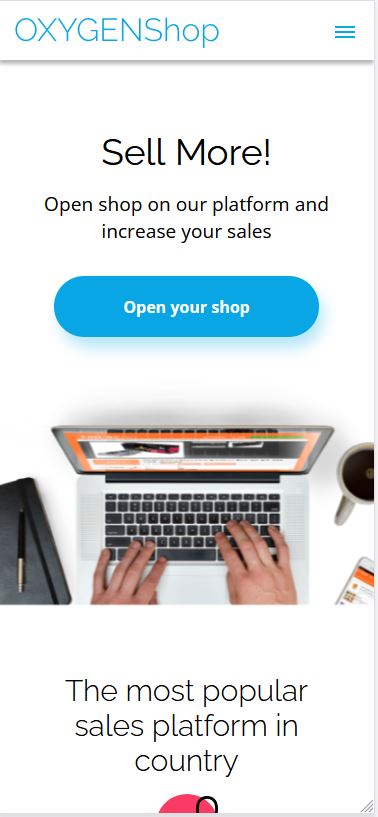 OXYGENShop
Sell More!
Open shop on our platform and
increase your sales
Open your shop
The most popular
sales platform in
country